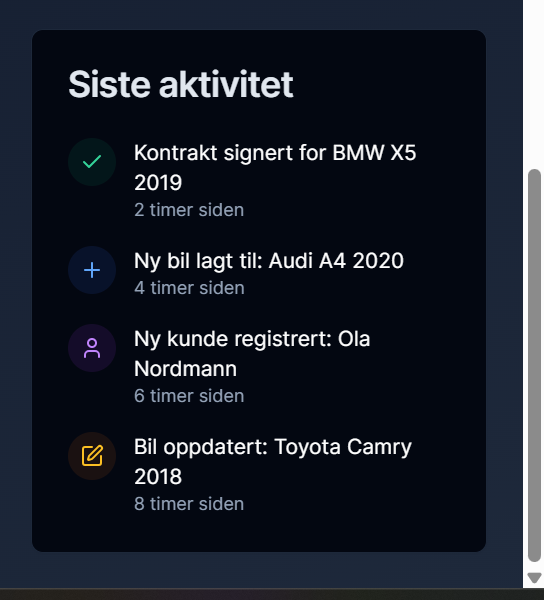 Siste aktivitet
Kontrakt signert for BMW X5
2019
2 timer siden
Ny bil lagt til: Audi A4 2020
4 timer siden
Ny kunde registrert: Ola
Nordmann
6 timer siden
Bil oppdatert: Toyota Camry
2018
8 timer siden